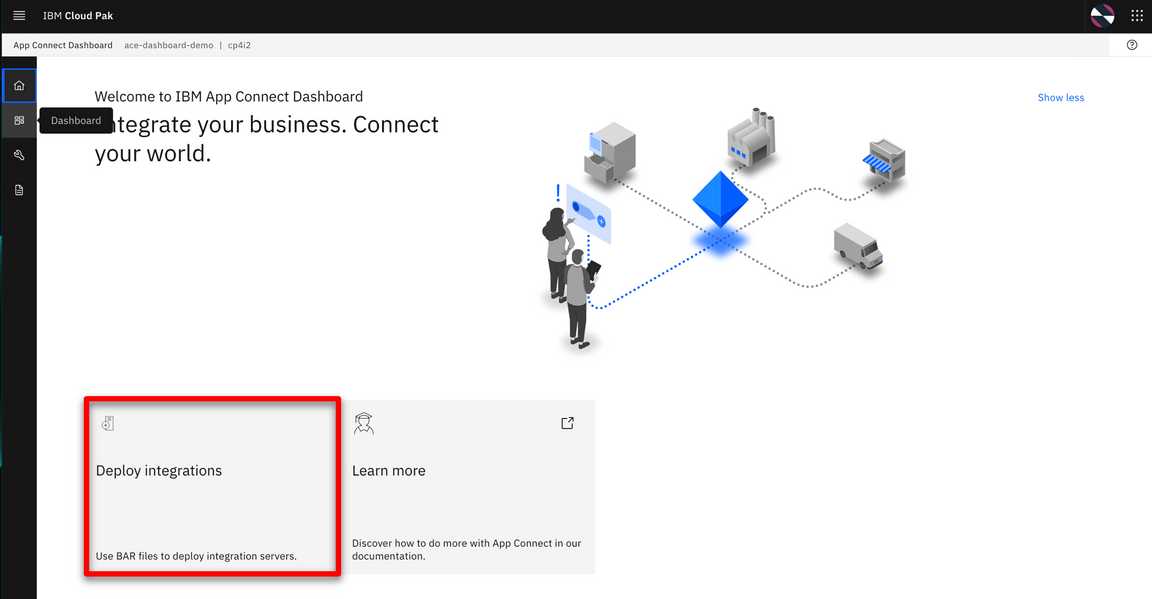 IBM Cloud Pak
App Connect Dashboard ace-dashboard-demo | cp4i2
Welcome to IBM App Connect Dashboard
Show less
Dashboard
ntegrate your business. Connect
your world.
!
Deploy integrations
Use BAR files to deploy integration servers.
Learn more
Discover how to do more with App Connect in our
documentation.